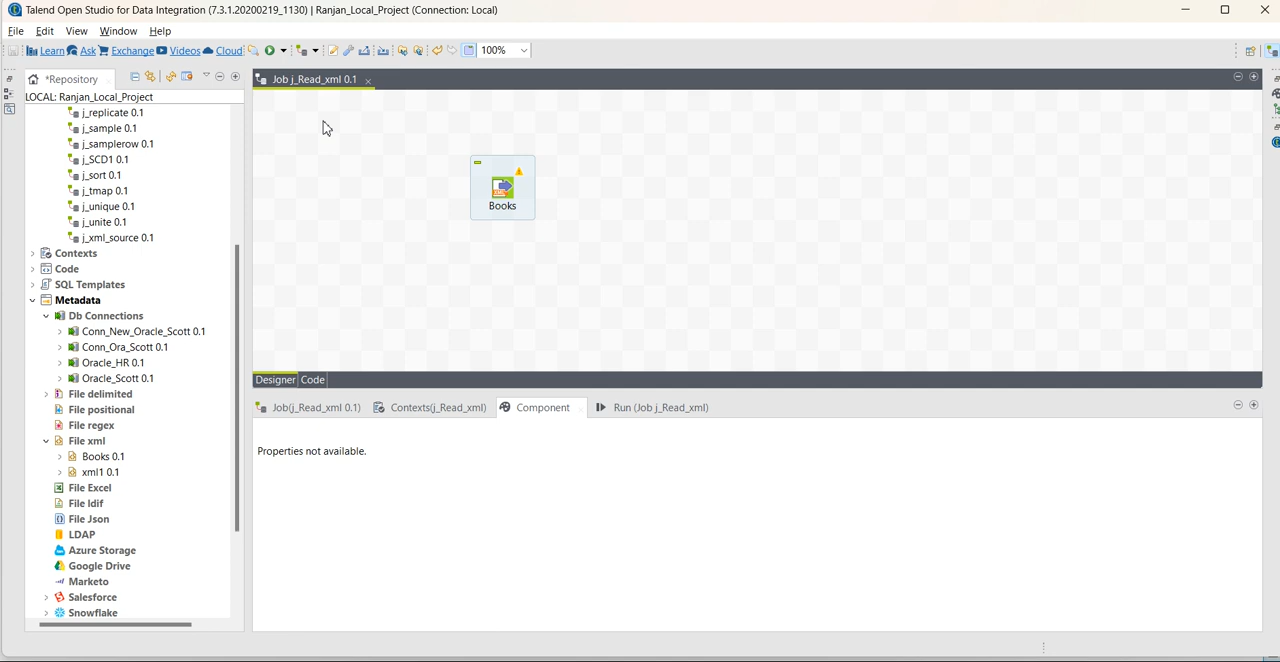 Talend Open Studio for Data Integration (7.3.1.20200219_1130) | Ranjan_Local_Project (Connection: Local)
File Edit View Window Help
Learn Ask Exchange Videos Cloud 100%
*Repository
Job j_Read_xml 0.1
LOCAL: Ranjan_Local_Project
j_replicate 0.1
j_sample 0.1
j_samplerow 0.1
j_SCD1 0.1
j_sort 0.1
j_tmap 0.1
j_unique 0.1
j_unite 0.1
j_xml_source 0.1
Contexts
Code
SQL Templates
Metadata
Db Connections
Conn_New_Oracle_Scott 0.1
Conn_Ora_Scott 0.1
Oracle_HR 0.1
Oracle_Scott 0.1
File delimited
File positional
File regex
File xml
Books 0.1
xml1 0.1
File Excel
File ldif
File Json
LDAP
Azure Storage
Google Drive
Marketo
Salesforce
Snowflake
XML
Books
Designer Code
Job(j_Read_xml 0.1) Contexts(j_Read_xml) Component Run (Job j_Read_xml)
Properties not available.